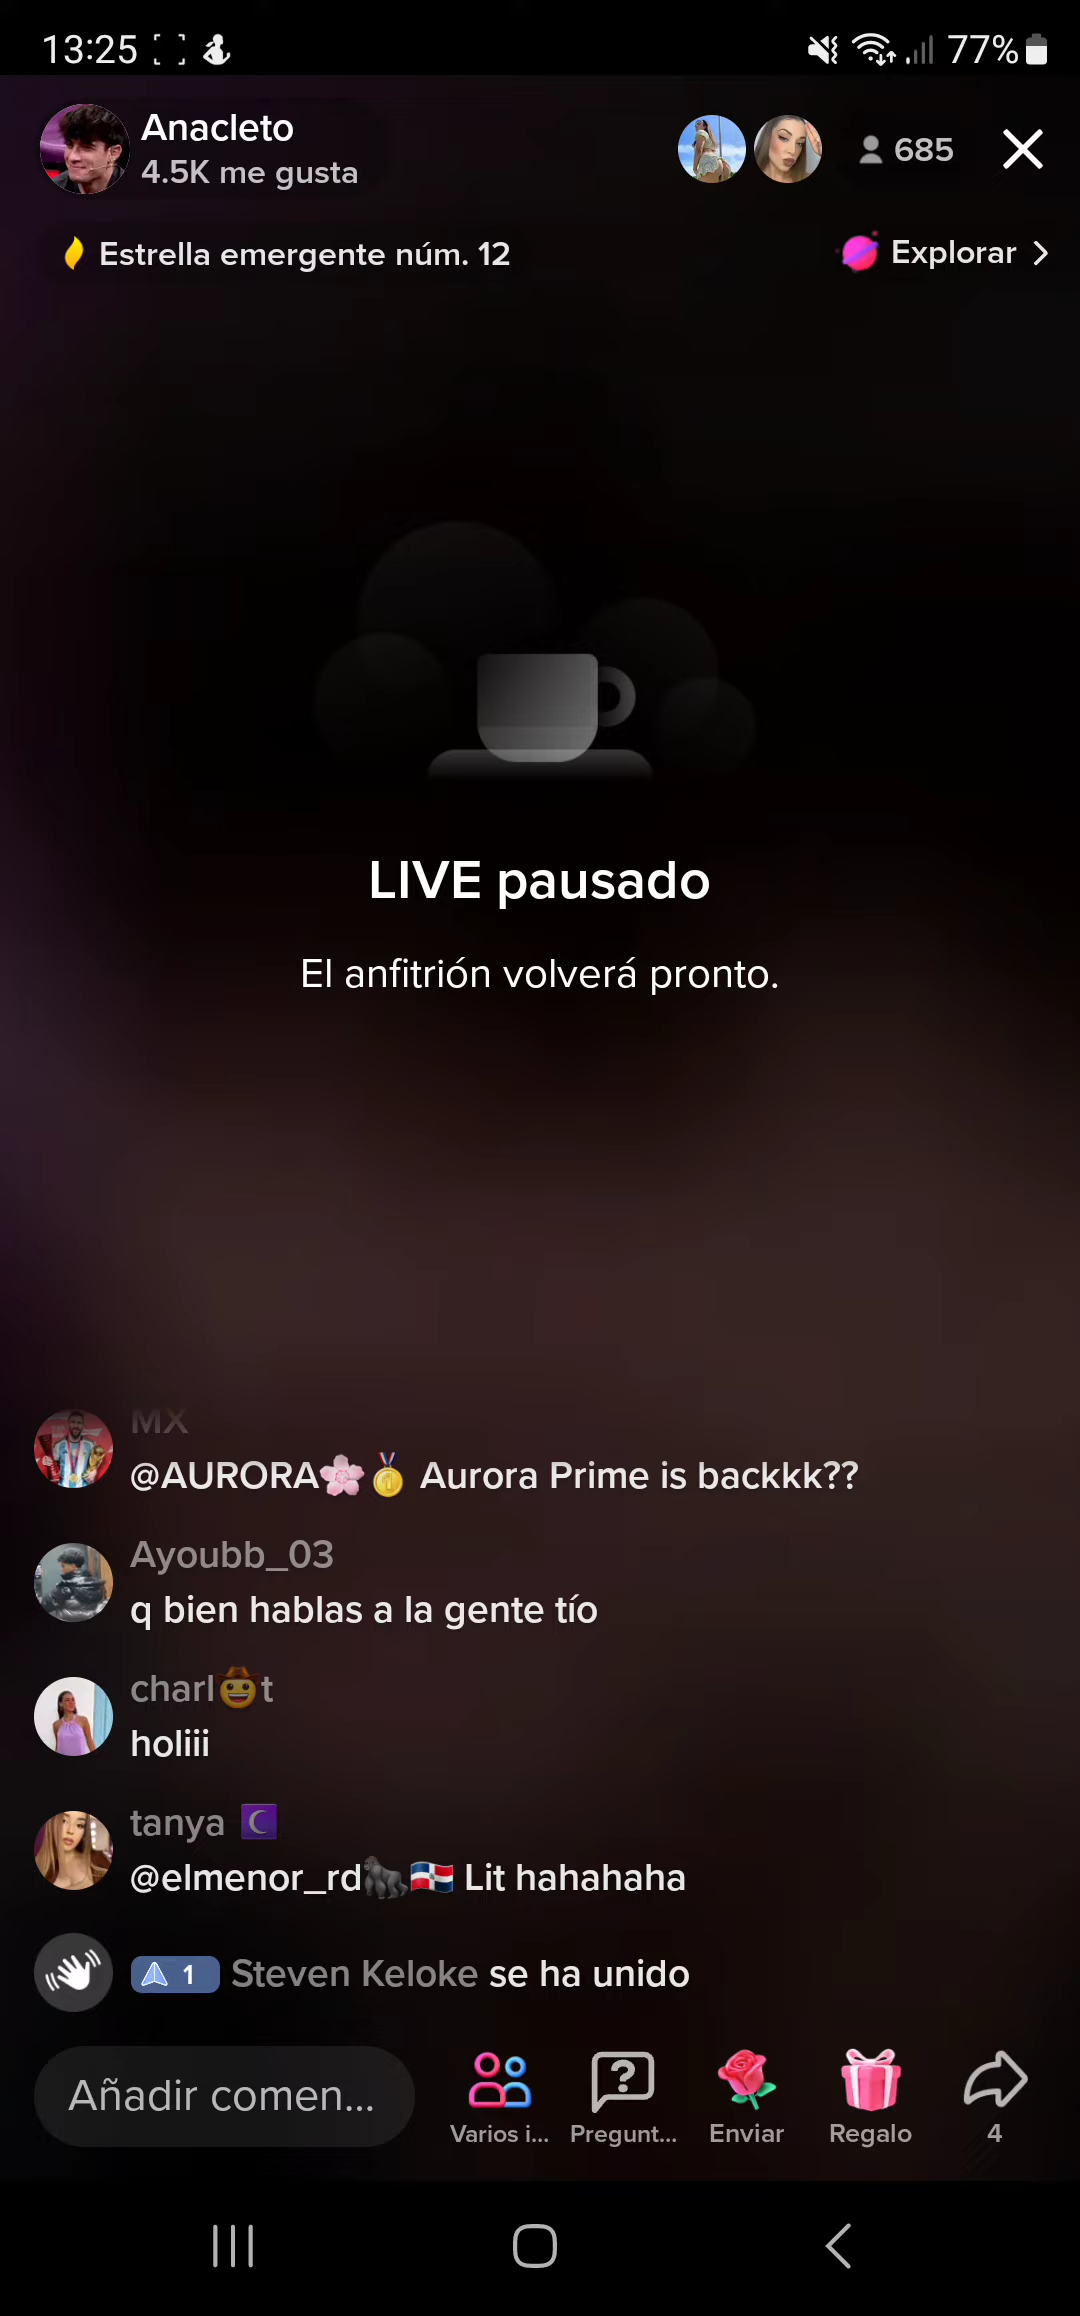 13:25
77%
Anacleto
4.5K me gusta
685
Estrella emergente núm. 12
Explorar
LIVE pausado
El anfitrión volverá pronto.
MX
@AURORA🌸🥇 Aurora Prime is backkk??
Ayoubb_03
q bien hablas a la gente tío
charl🤠t
holiii
tanya ☪
@elmenor_rd🦍🇩🇴 Lit hahahaha
1 Steven Keloke se ha unido
Añadir comen...
Varios i...
Pregunt...
Enviar
Regalo
4